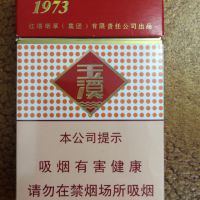 1973
红塔烟草（集团）有限责任公司出品
玉溪
本公司提示
吸烟有害健康
请勿在禁烟场所吸烟